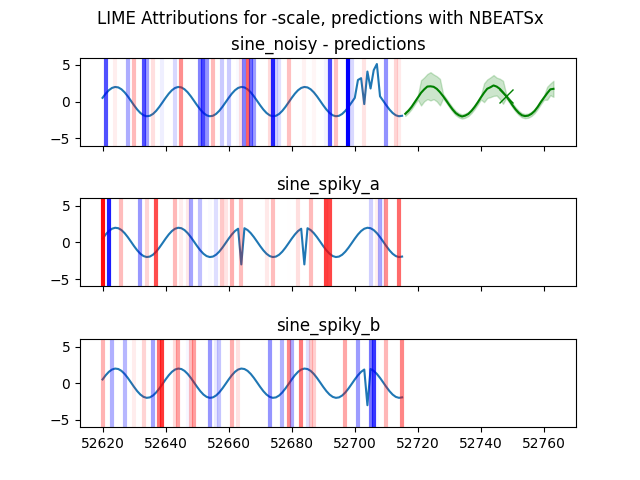 LIME Attributions for -scale, predictions with NBEATSx
sine_noisy - predictions
5
0
−5
sine_spiky_a
5
0
−5
sine_spiky_b
5
0
−5
52620 52640 52660 52680 52700 52720 52740 52760